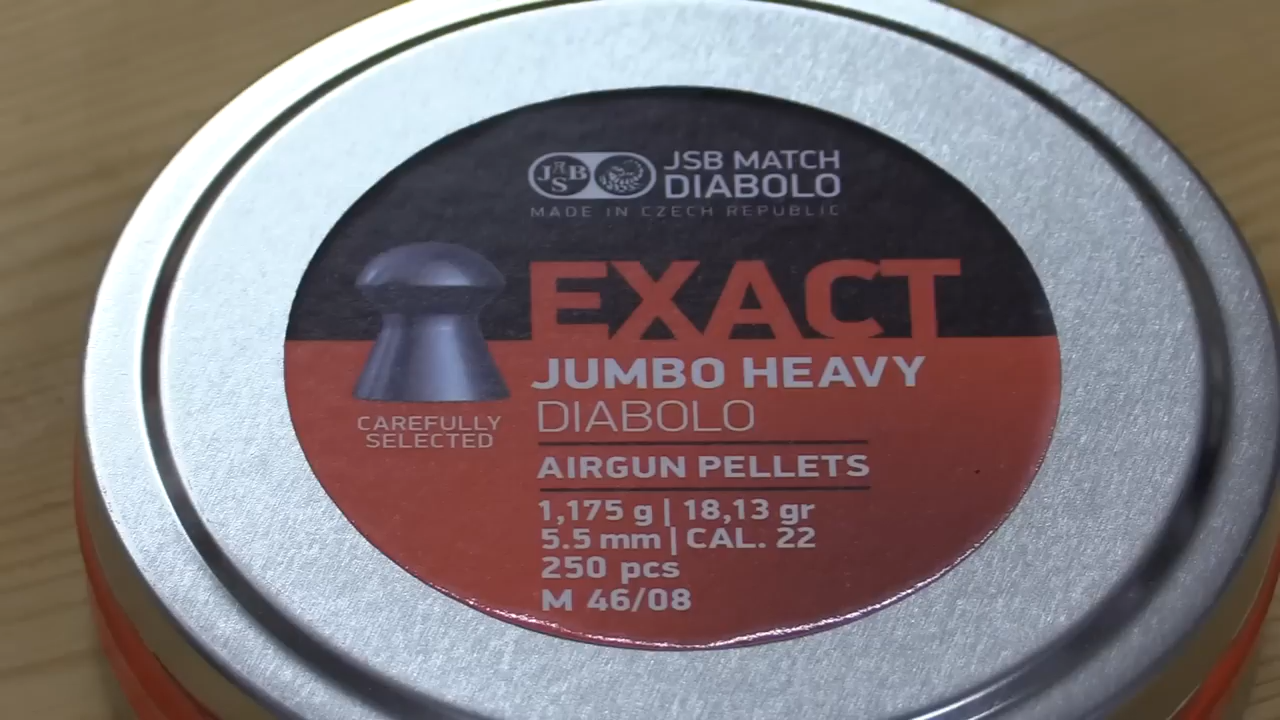 JSB
JSB MATCH
DIABOLO
MADE IN CZECH REPUBLIC
EXACT
JUMBO HEAVY
DIABOLO
CAREFULLY
SELECTED
AIRGUN PELLETS
1,175 g | 18,13 gr
5.5 mm | CAL. 22
250 pcs
M 46/08